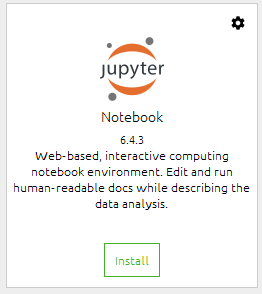 jupyter
Notebook
6.4.3
Web-based, interactive computing
notebook environment. Edit and run
human-readable docs while describing the
data analysis.
Install